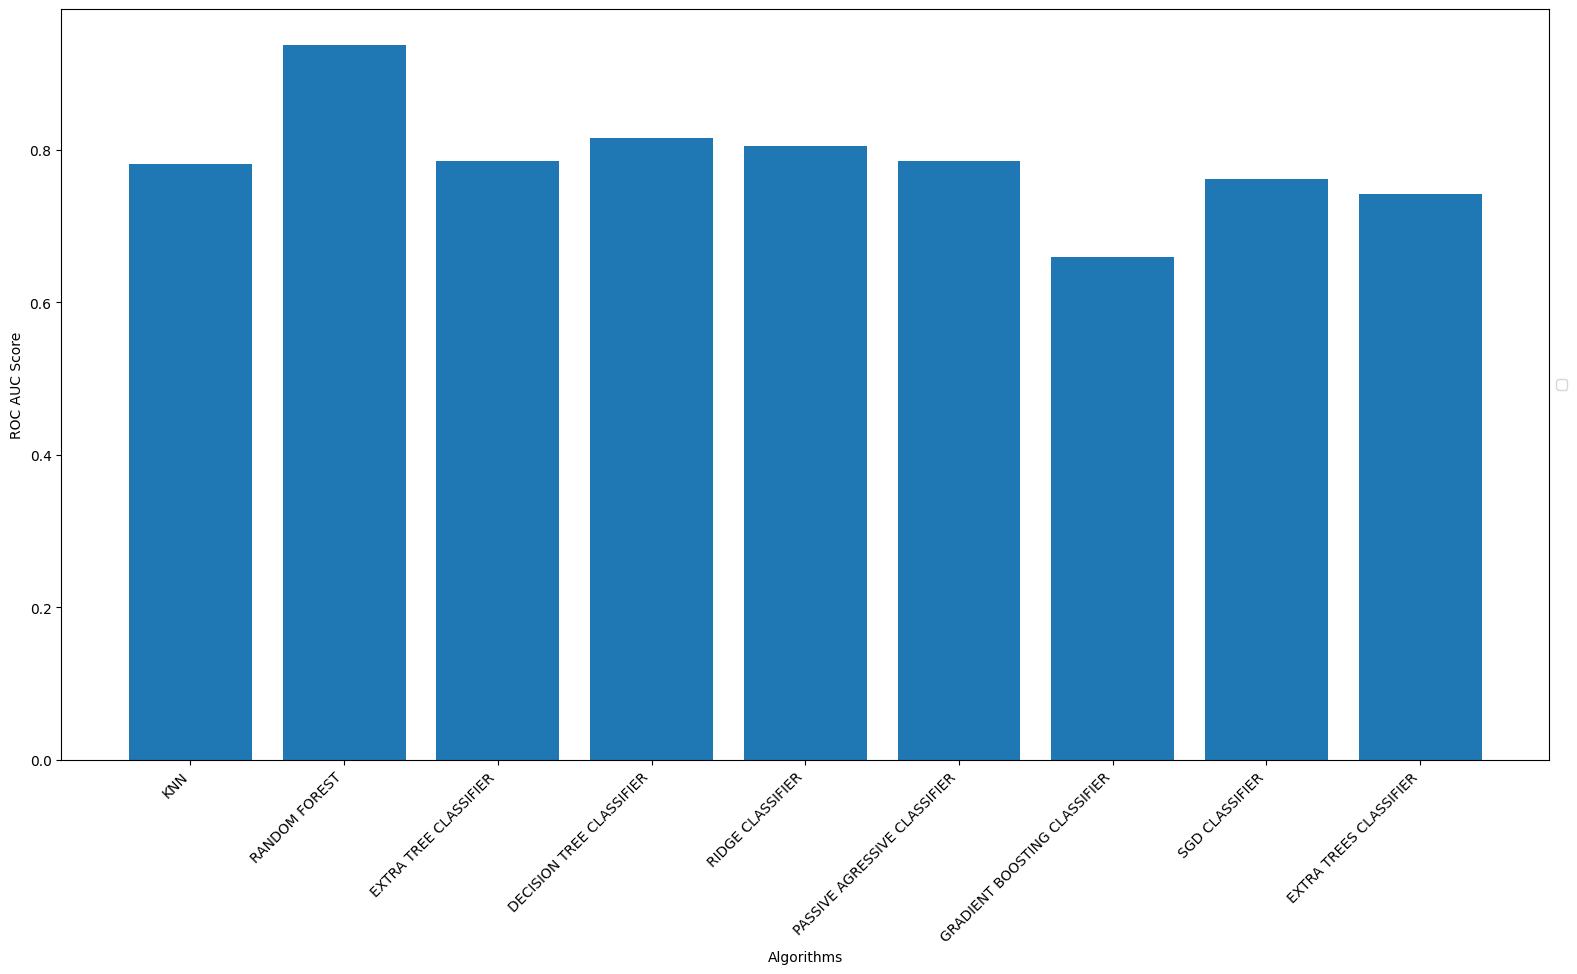 ROC AUC Score
0.8
0.6
0.4
0.2
0.0
KNN
RANDOM FOREST
EXTRA TREE CLASSIFIER
DECISION TREE CLASSIFIER
RIDGE CLASSIFIER
PASSIVE AGRESSIVE CLASSIFIER
GRADIENT BOOSTING CLASSIFIER
SGD CLASSIFIER
EXTRA TREES CLASSIFIER
Algorithms